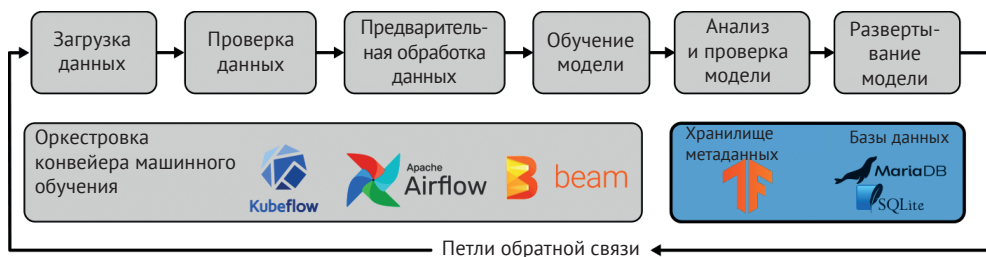 Загрузка
данных
Проверка
данных
Предваритель-
ная обработка
данных
Обучение
модели
Анализ
и проверка
модели
Разверты-
вание
модели
Оркестровка
конвейера машинного
обучения
Kubeflow
Apache
Airflow
beam
Хранилище
метаданных
Базы данных
MariaDB
SQLite
Петли обратной связи